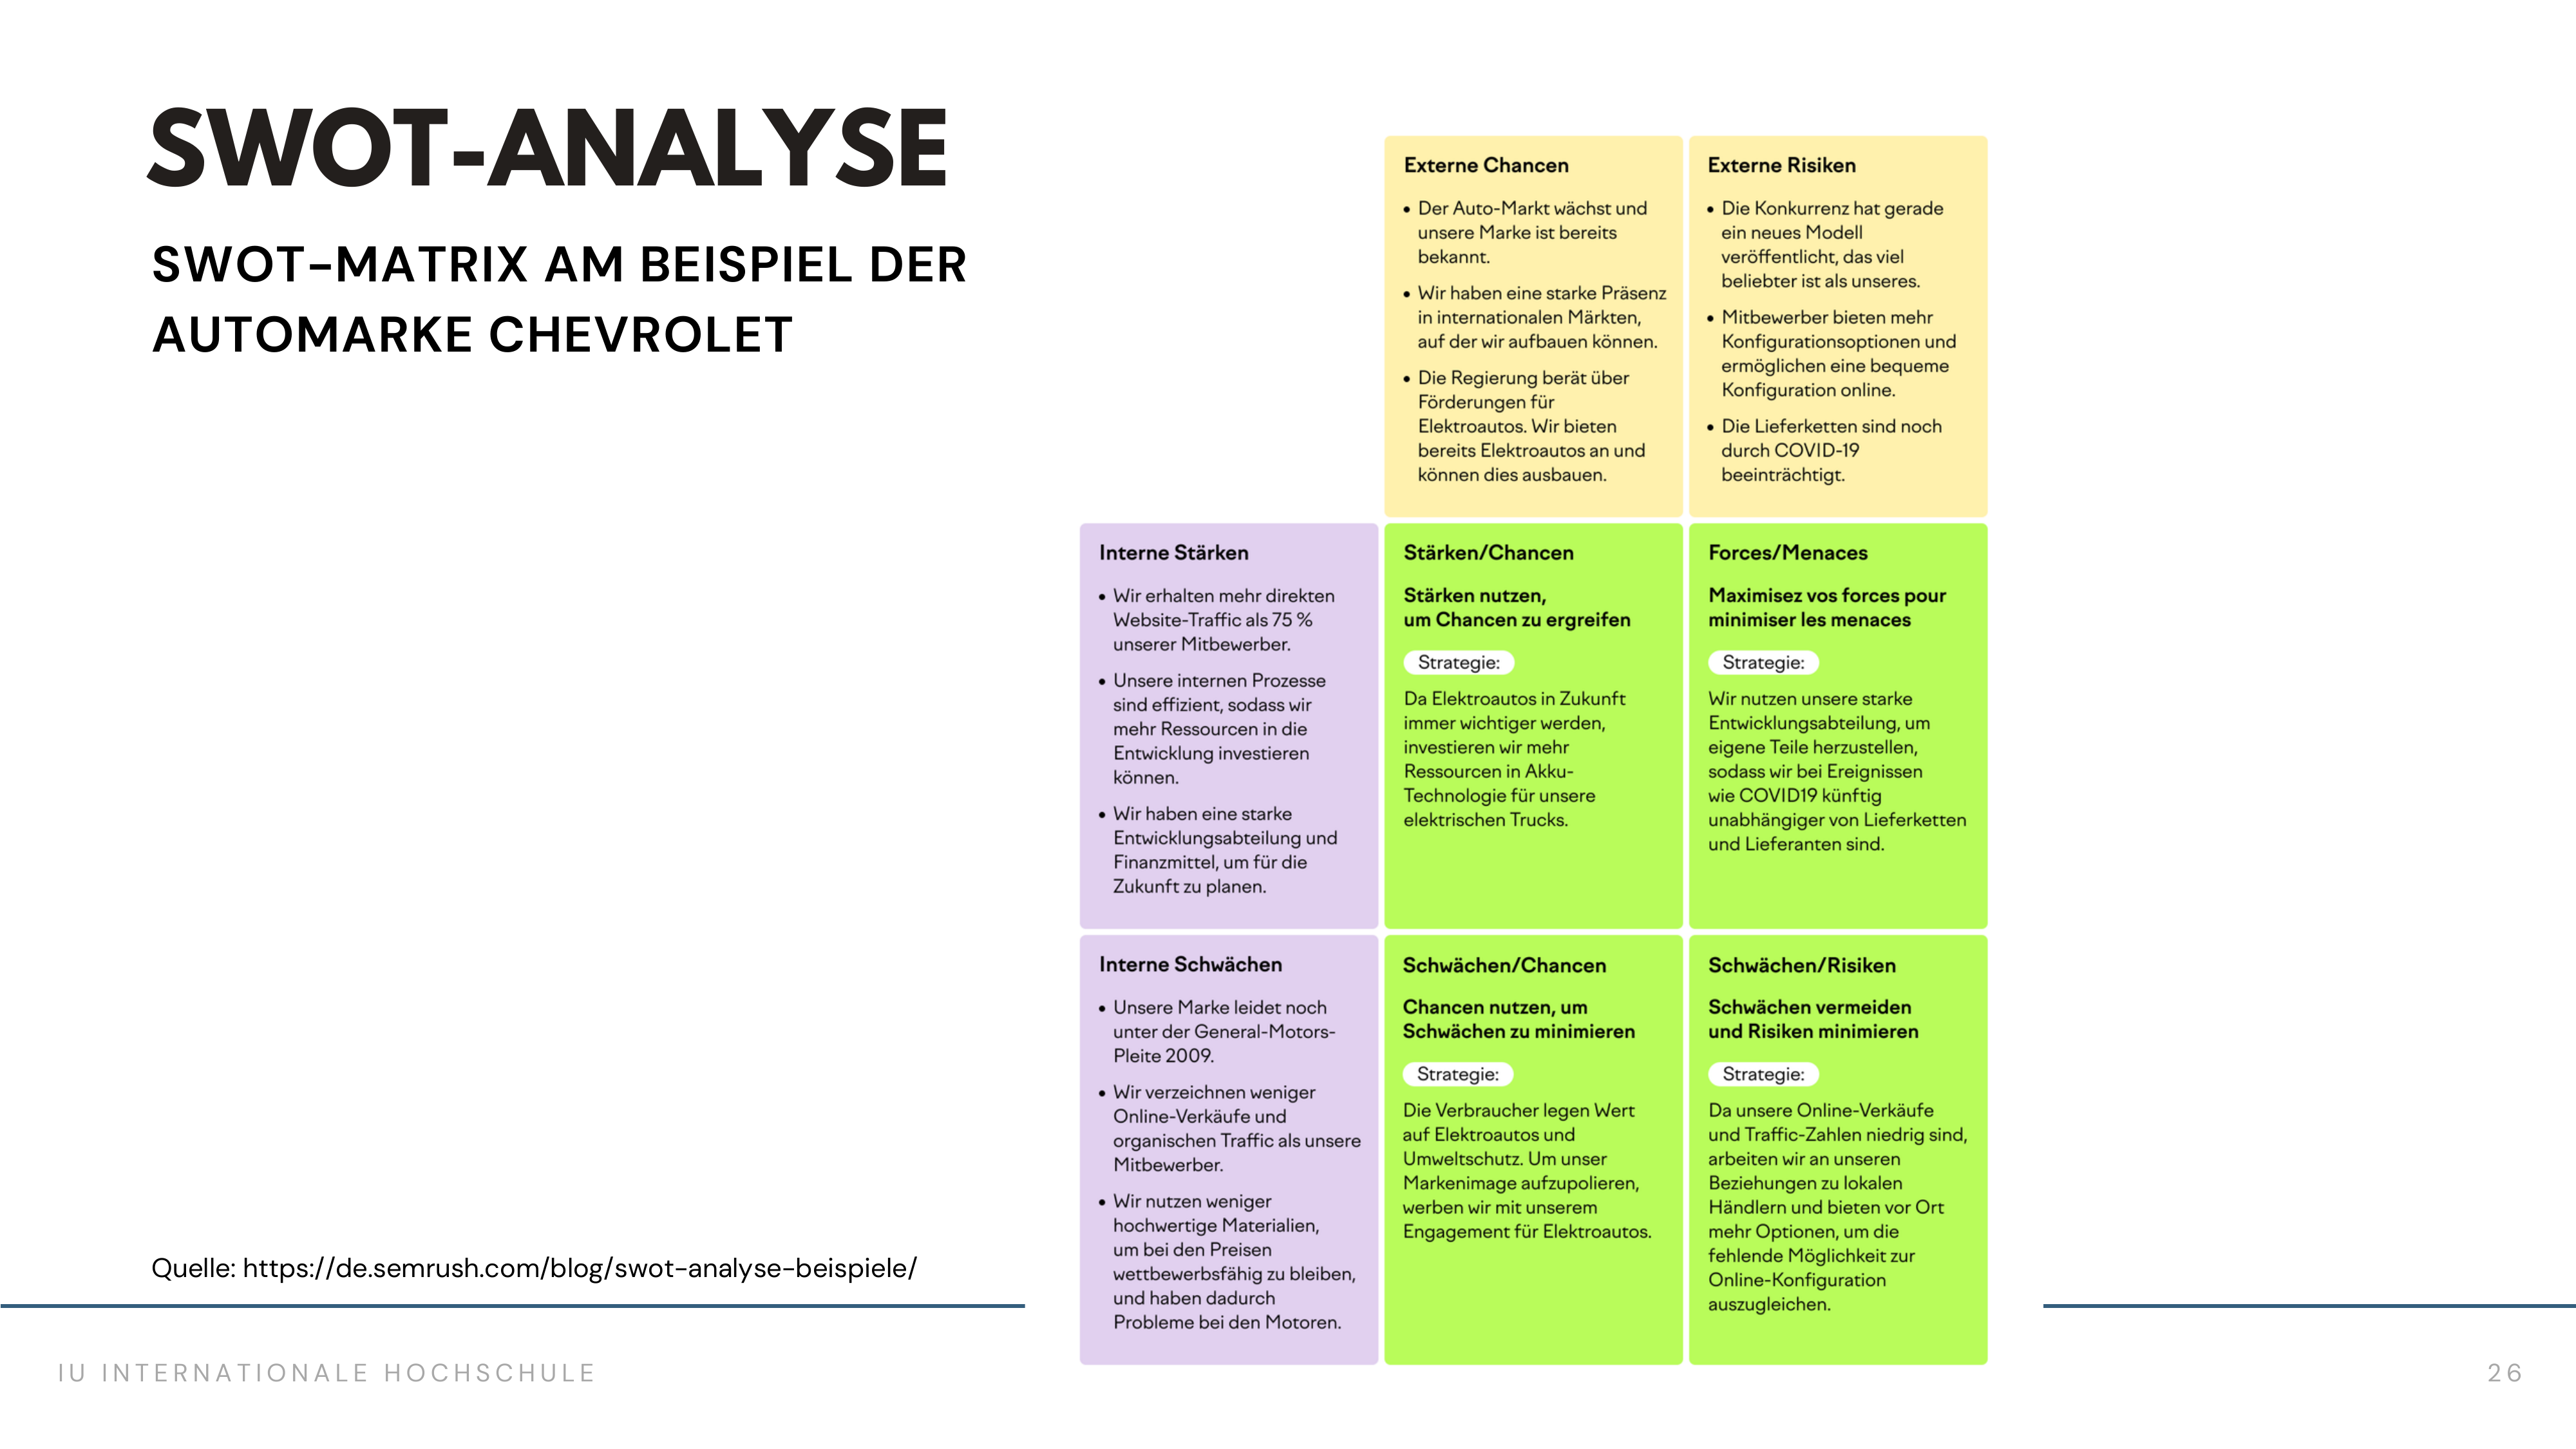 SWOT-ANALYSE
SWOT-MATRIX AM BEISPIEL DER
AUTOMARKE CHEVROLET
Externe Chancen
• Der Auto-Markt wächst und
unsere Marke ist bereits
bekannt.
• Wir haben eine starke Präsenz
in internationalen Märkten,
auf der wir aufbauen können.
• Die Regierung berät über
Förderungen für
Elektroautos. Wir bieten
bereits Elektroautos an und
können dies ausbauen.
Externe Risiken
• Die Konkurrenz hat gerade
ein neues Modell
veröffentlicht, das viel
beliebter ist als unseres.
• Mitbewerber bieten mehr
Konfigurationsoptionen und
ermöglichen eine bequeme
Konfiguration online.
• Die Lieferketten sind noch
durch COVID-19
beeinträchtigt.
Interne Stärken
• Wir erhalten mehr direkten
Website-Traffic als 75 %
unserer Mitbewerber.
• Unsere internen Prozesse
sind effizient, sodass wir
mehr Ressourcen in die
Entwicklung investieren
können.
• Wir haben eine starke
Entwicklungsabteilung und
Finanzmittel, um für die
Zukunft zu planen.
Stärken/Chancen
Stärken nutzen,
um Chancen zu ergreifen
Strategie:
Da Elektroautos in Zukunft
immer wichtiger werden,
investieren wir mehr
Ressourcen in Akku-
Technologie für unsere
elektrischen Trucks.
Forces/Menaces
Maximisez vos forces pour
minimiser les menaces
Strategie:
Wir nutzen unsere starke
Entwicklungsabteilung, um
eigene Teile herzustellen,
sodass wir bei Ereignissen
wie COVID19 künftig
unabhängiger von Lieferketten
und Lieferanten sind.
Interne Schwächen
• Unsere Marke leidet noch
unter der General-Motors-
Pleite 2009.
• Wir verzeichnen weniger
Online-Verkäufe und
organischen Traffic als unsere
Mitbewerber.
• Wir nutzen weniger
hochwertige Materialien,
um bei den Preisen
wettbewerbsfähig zu bleiben,
und haben dadurch
Probleme bei den Motoren.
Schwächen/Chancen
Chancen nutzen, um
Schwächen zu minimieren
Strategie:
Die Verbraucher legen Wert
auf Elektroautos und
Umweltschutz. Um unser
Markenimage aufzupolieren,
werben wir mit unserem
Engagement für Elektroautos.
Schwächen/Risiken
Schwächen vermeiden
und Risiken minimieren
Strategie:
Da unsere Online-Verkäufe
und Traffic-Zahlen niedrig sind,
arbeiten wir an unseren
Beziehungen zu lokalen
Händlern und bieten vor Ort
mehr Optionen, um die
fehlende Möglichkeit zur
Online-Konfiguration
auszugleichen.
Quelle: https://de.semrush.com/blog/swot-analyse-beispiele/
IU INTERNATIONALE HOCHSCHULE
26